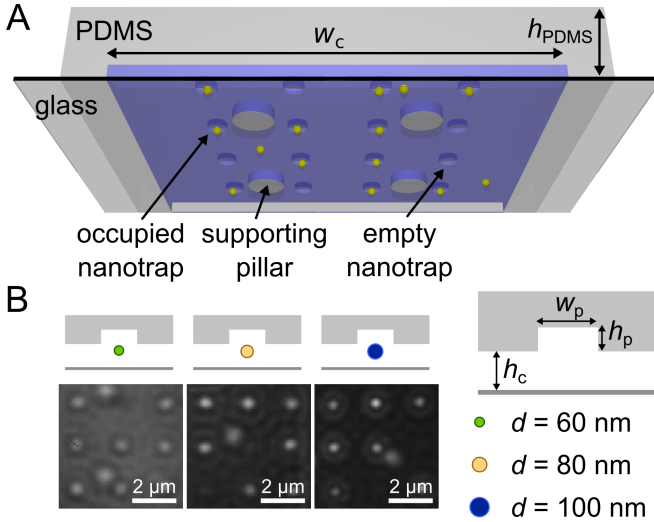 A
PDMS
w_c
h_PDMS
glass
occupied nanotrap
supporting pillar
empty nanotrap
B
w_p
h_p
h_c
2 µm
2 µm
2 µm
d = 60 nm
d = 80 nm
d = 100 nm